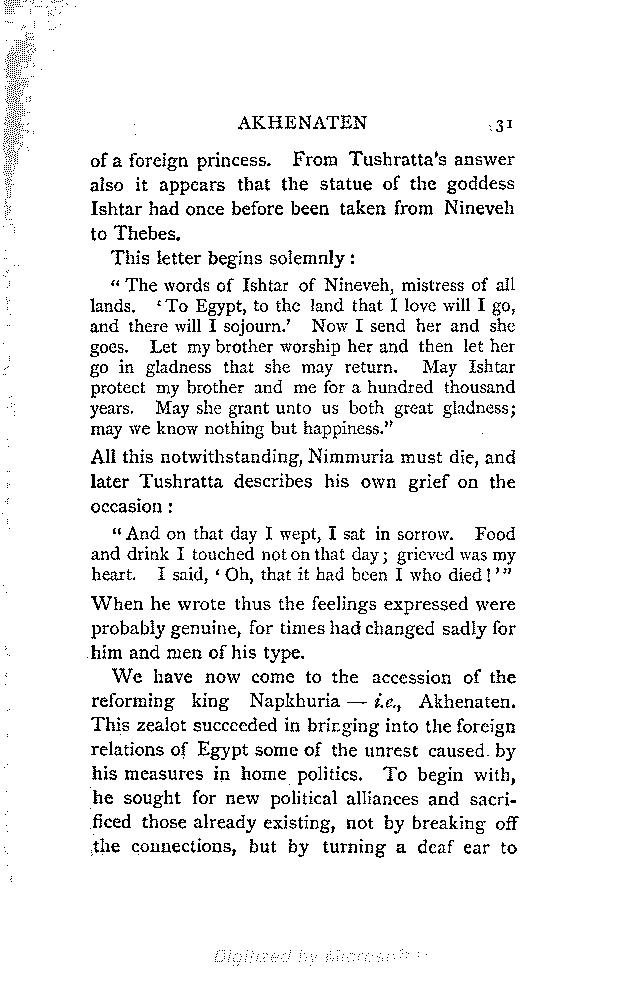 AKHENATEN 31
of a foreign princess. From Tushratta's answer
also it appears that the statue of the goddess
Ishtar had once before been taken from Nineveh
to Thebes.
This letter begins solemnly:
"The words of Ishtar of Nineveh, mistress of all
lands. 'To Egypt, to the land that I love will I go,
and there will I sojourn.' Now I send her and she
goes. Let my brother worship her and then let her
go in gladness that she may return. May Ishtar
protect my brother and me for a hundred thousand
years. May she grant unto us both great gladness;
may we know nothing but happiness."
All this notwithstanding, Nimmuria must die, and
later Tushratta describes his own grief on the
occasion:
"And on that day I wept, I sat in sorrow. Food
and drink I touched not on that day; grieved was my
heart. I said, 'Oh, that it had been I who died!'"
When he wrote thus the feelings expressed were
probably genuine, for times had changed sadly for
him and men of his type.
We have now come to the accession of the
reforming king Napkhuria — i.e., Akhenaten.
This zealot succeeded in bringing into the foreign
relations of Egypt some of the unrest caused by
his measures in home politics. To begin with,
he sought for new political alliances and sacri-
ficed those already existing, not by breaking off
the connections, but by turning a deaf ear to
Digitized by Microsoft